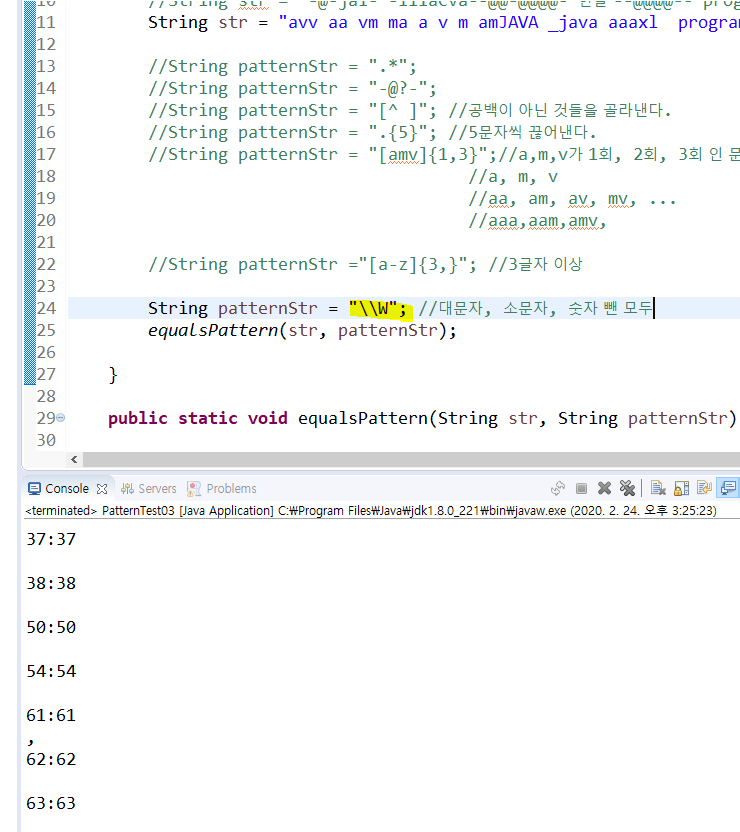 10 //String str = "-@-jal- -lllacva--@@-@@@@- 한글 --@@@@-- prog
11 String str = "avv aa vm ma a v m amJAVA _java aaaxl  program
12
13 //String patternStr = ".*";
14 //String patternStr = "-@?-";
15 //String patternStr = "[^ ]"; //공백이 아닌 것들을 골라낸다.
16 //String patternStr = ".{5}"; //5문자씩 끊어낸다.
17 //String patternStr = "[amv]{1,3}";//a,m,v가 1회, 2회, 3회 인 문
18 //a, m, v
19 //aa, am, av, mv, ...
20 //aaa,aam,amv,
21
22 //String patternStr ="[a-z]{3,}"; //3글자 이상
23
24 String patternStr = "\\W"; //대문자, 소문자, 숫자 뺀 모두
25 equalsPattern(str, patternStr);
26
27 }
28
29 public static void equalsPattern(String str, String patternStr)
30
Console Servers Problems
<terminated> PatternTest03 [Java Application] C:₩Program Files₩Java₩jdk1.8.0_221₩bin₩javaw.exe (2020. 2. 24. 오후 3:25:23)
37:37
38:38
50:50
54:54
61:61
,
62:62
63:63